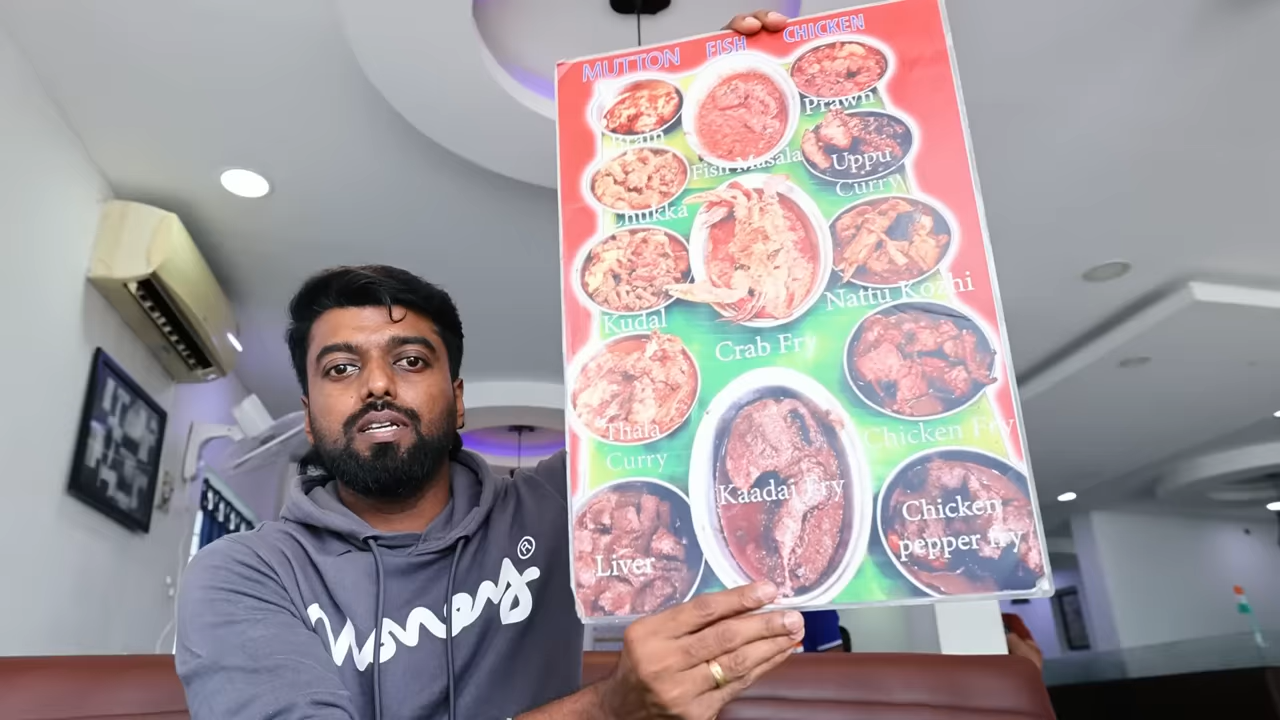 MUTTON FISH CHICKEN
Brain
Chukka
Kudal
Thala
Curry
Liver
Fish Masala
Crab Fry
Kaadai Fry
Prawn
Uppu
Curry
Nattu Kozhi
Chicken Fry
Chicken
pepper fry
Money ®